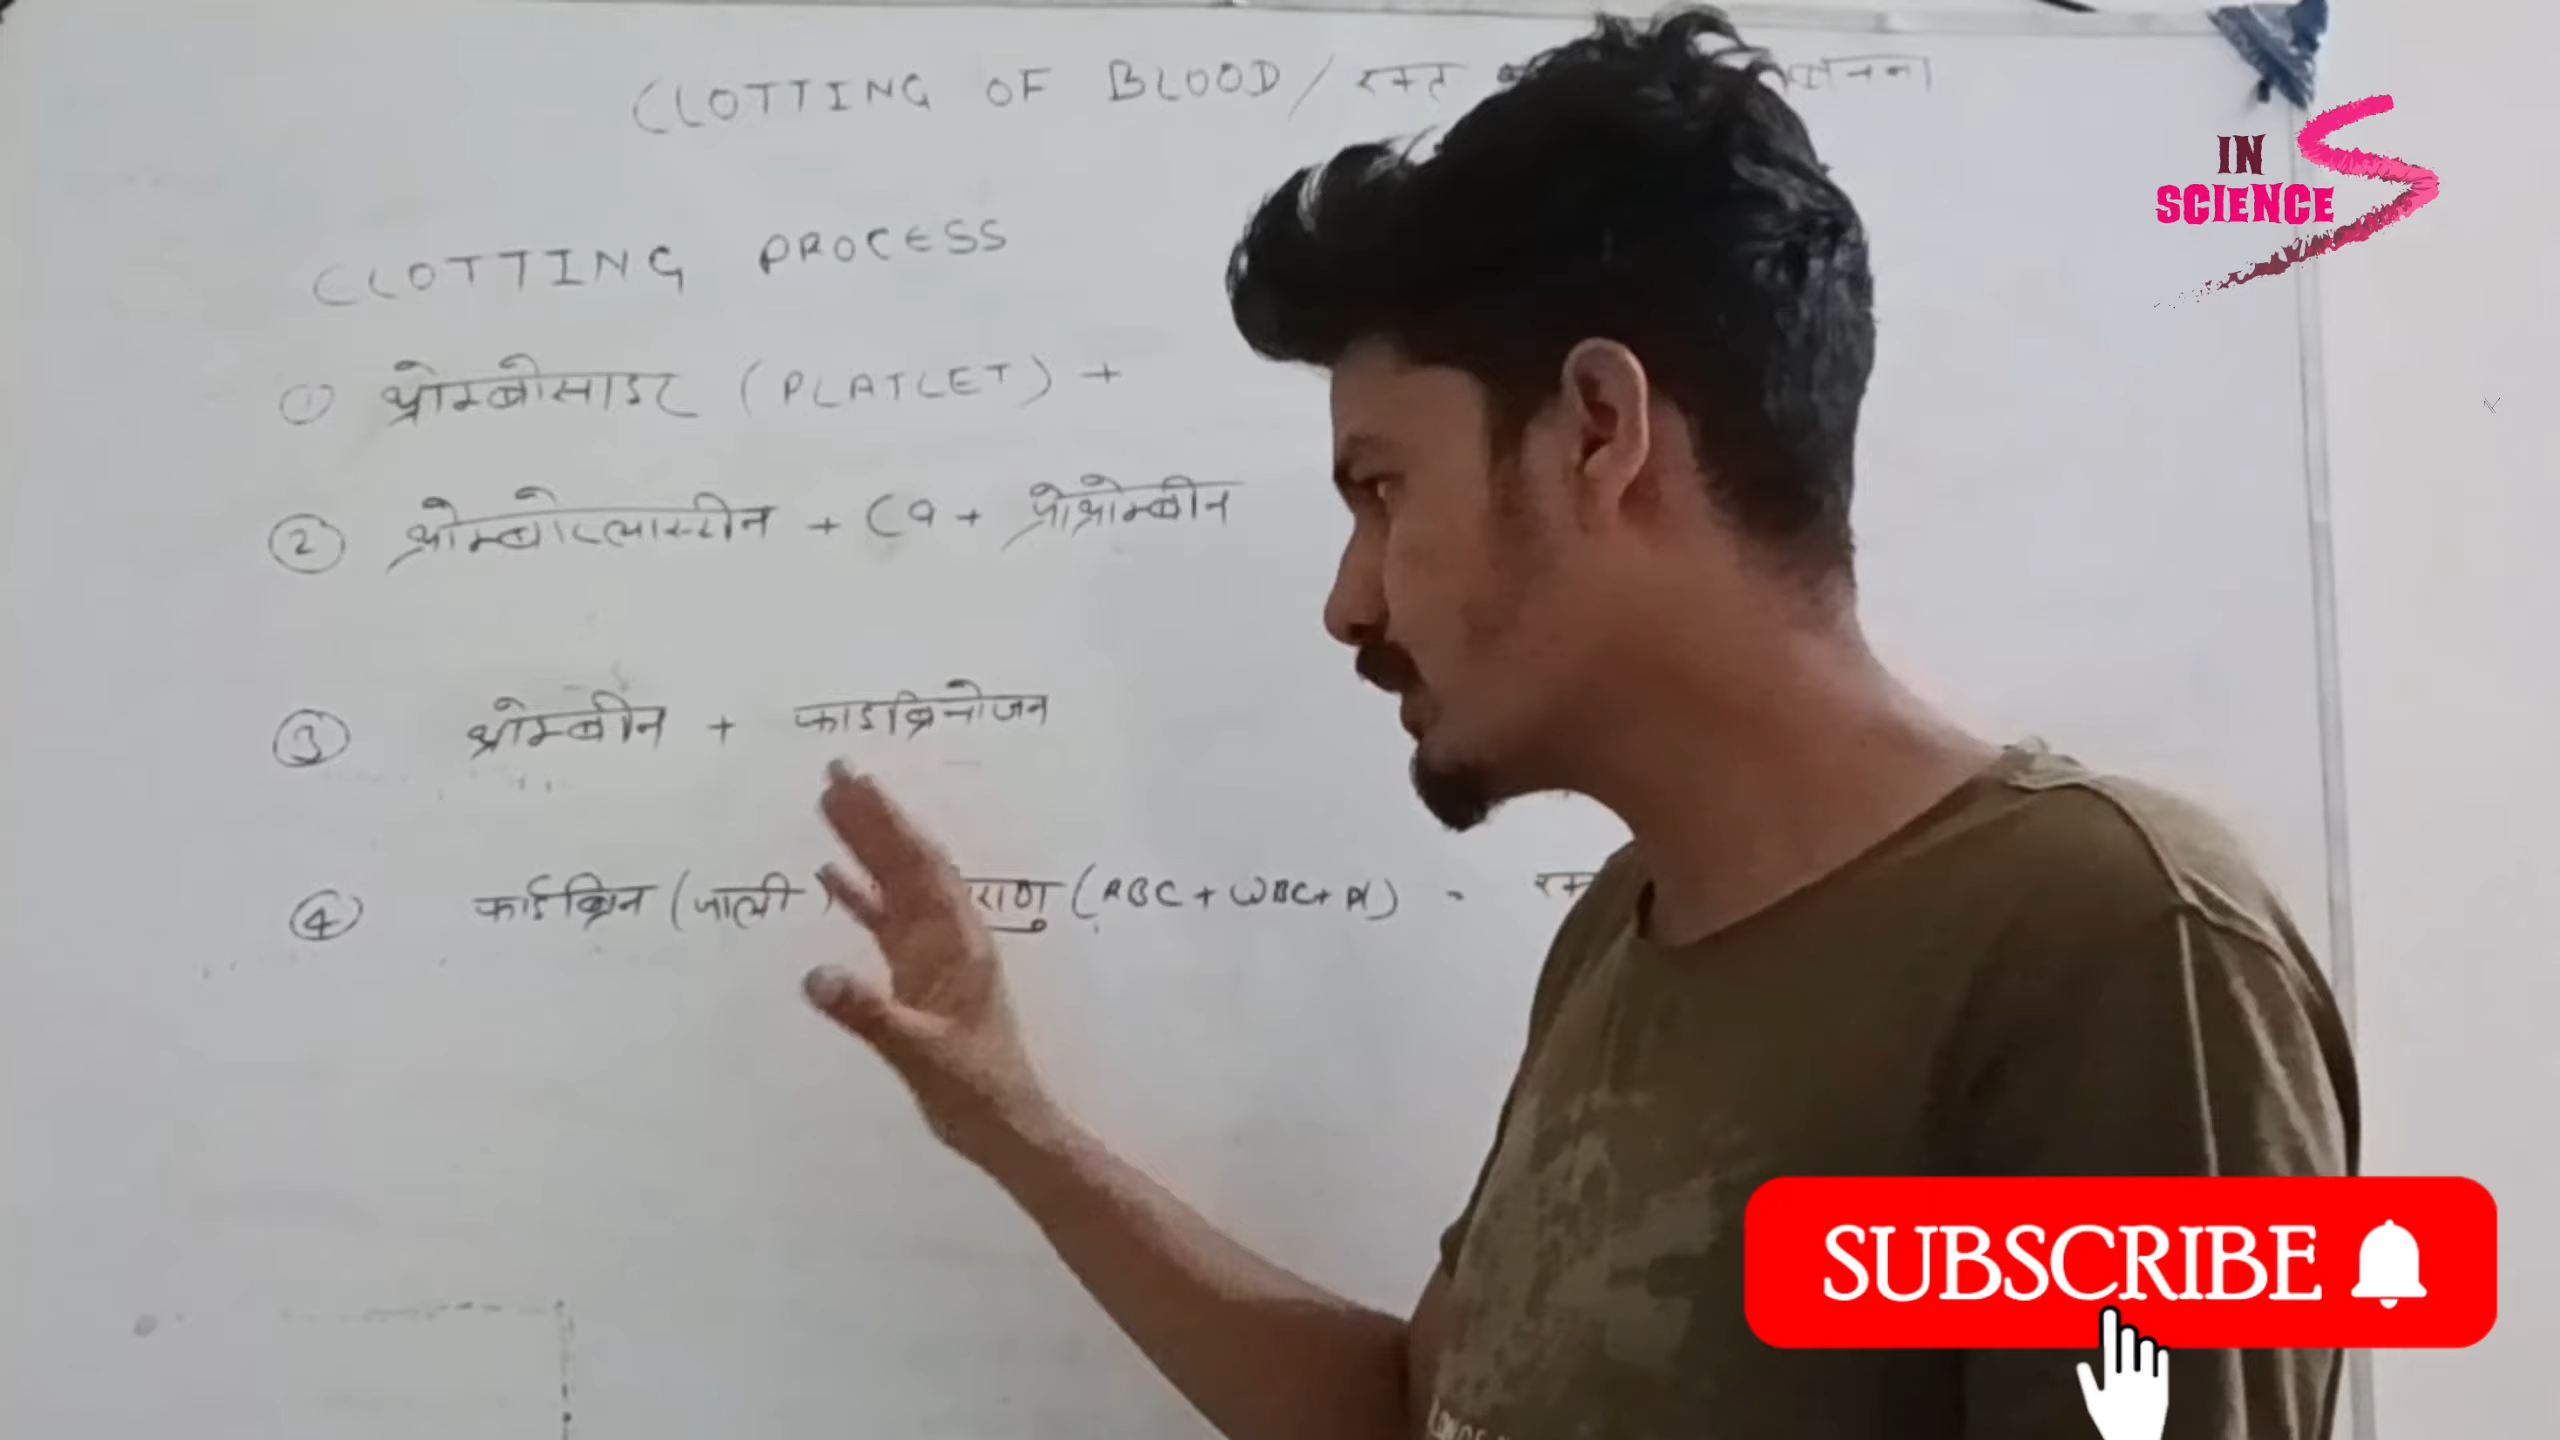 CLOTTING OF BLOOD / रक्त
IN
SCIENCE
CLOTTING PROCESS
① थ्रोम्बोसाइट (PLATLET) +
② थ्रोम्बोप्लास्टीन + Ca + प्रोथ्रोम्बीन
③ थ्रोम्बीन + फाइब्रिनोजन
④ फाईब्रिन (जाली) (RBC + WBC + Pl) =
SUBSCRIBE